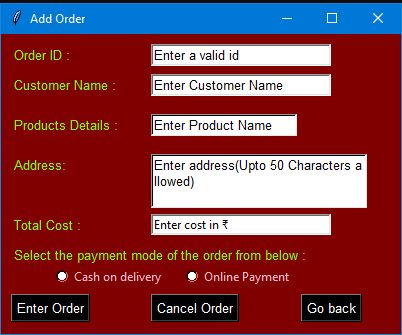 Add Order
Order ID :
Enter a valid id
Customer Name :
Enter Customer Name
Products Details :
Enter Product Name
Address:
Enter address(Upto 50 Characters a
llowed)
Total Cost :
Enter cost in ₹
Select the payment mode of the order from below :
Cash on delivery
Online Payment
Enter Order
Cancel Order
Go back